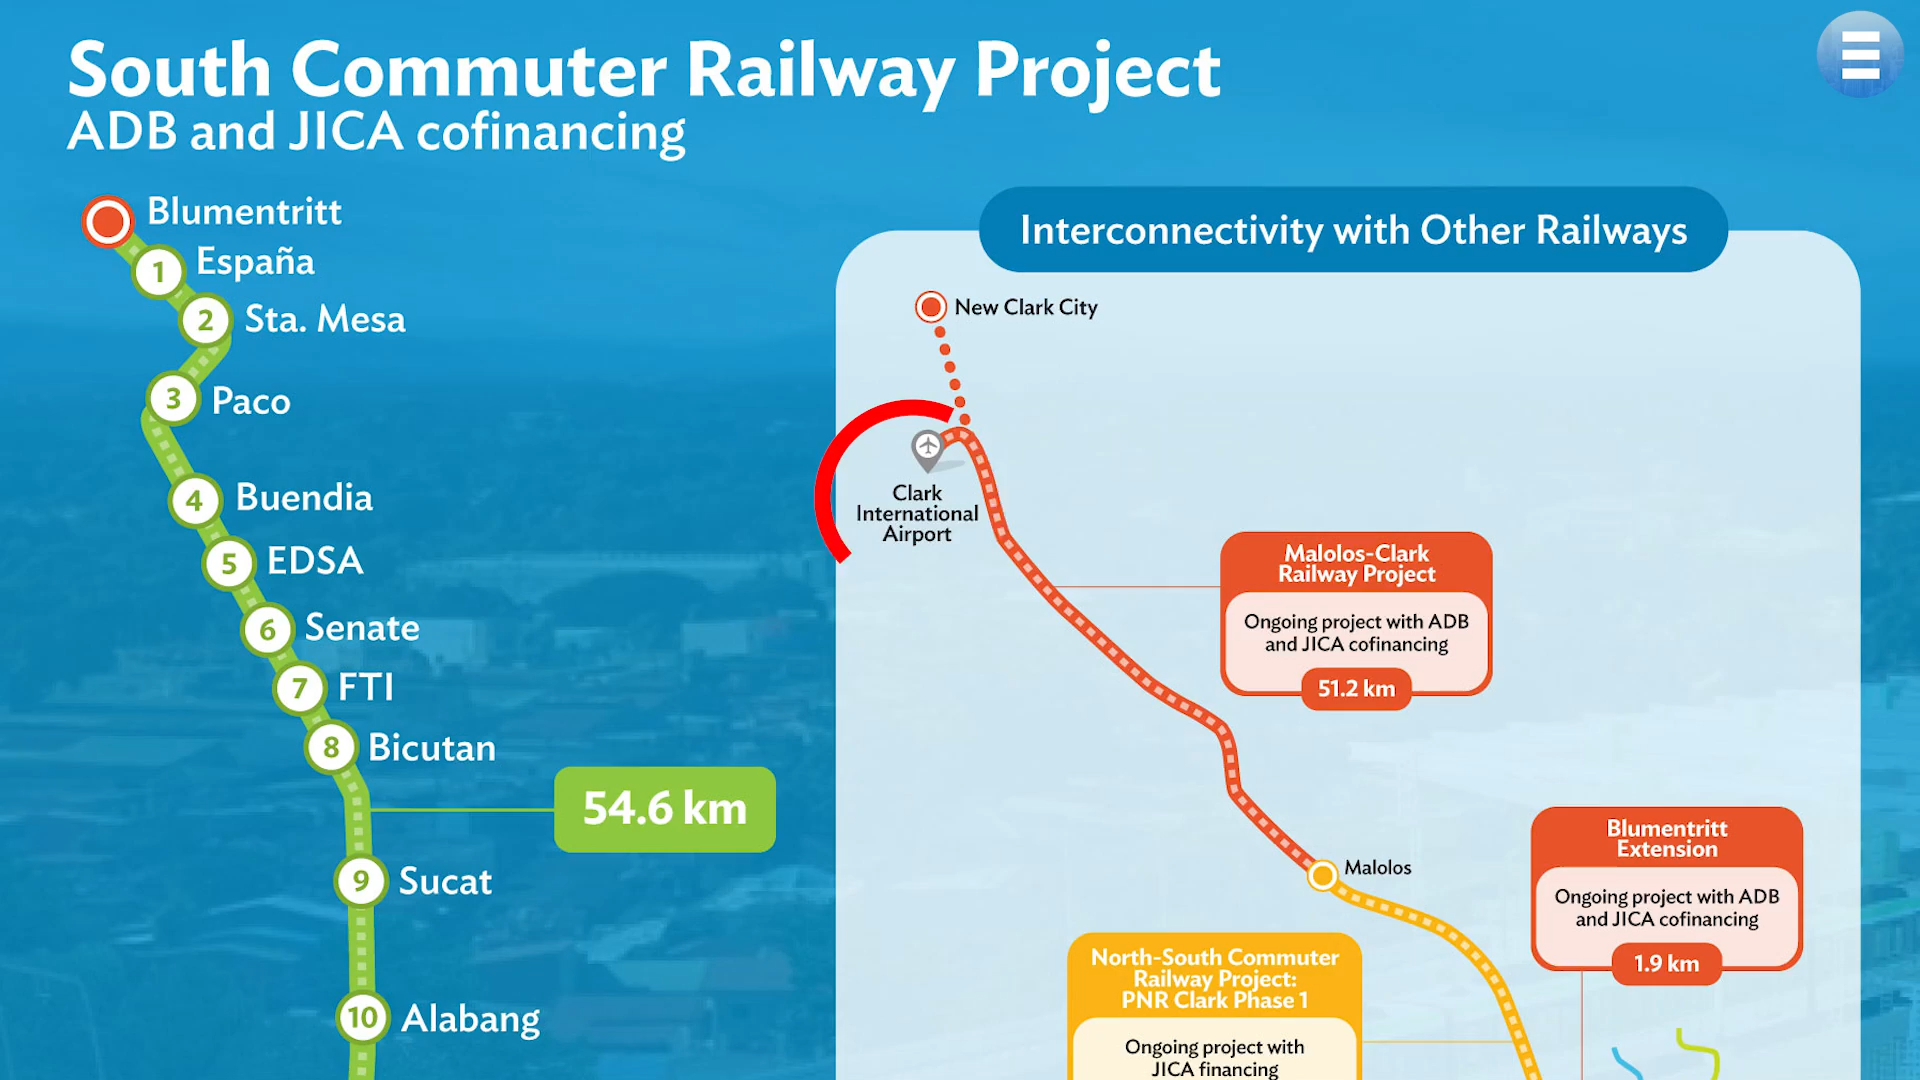 South Commuter Railway Project
ADB and JICA cofinancing
Blumentritt
1 España
2 Sta. Mesa
3 Paco
4 Buendia
5 EDSA
6 Senate
7 FTI
8 Bicutan
54.6 km
9 Sucat
10 Alabang
Interconnectivity with Other Railways
New Clark City
Clark
International
Airport
Malolos-Clark
Railway Project
Ongoing project with ADB
and JICA cofinancing
51.2 km
Malolos
Blumentritt
Extension
Ongoing project with ADB
and JICA cofinancing
1.9 km
North-South Commuter
Railway Project:
PNR Clark Phase 1
Ongoing project with
JICA financing